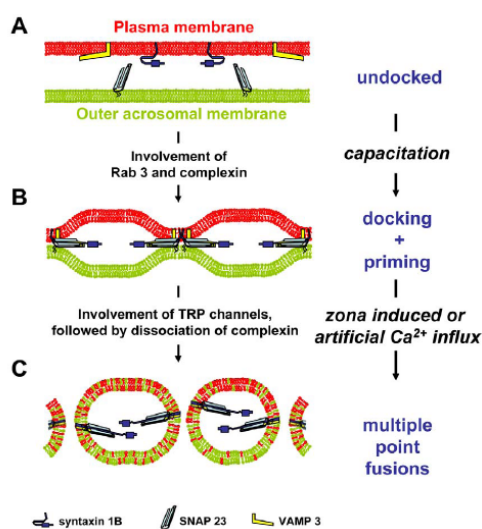 A
Plasma membrane
Outer acrosomal membrane
undocked
Involvement of
Rab 3 and complexin
capacitation
B
docking
+
priming
Involvement of TRP channels,
followed by dissociation of complexin
zona induced or
artificial Ca²⁺ influx
C
multiple
point
fusions
syntaxin 1B
SNAP 23
VAMP 3